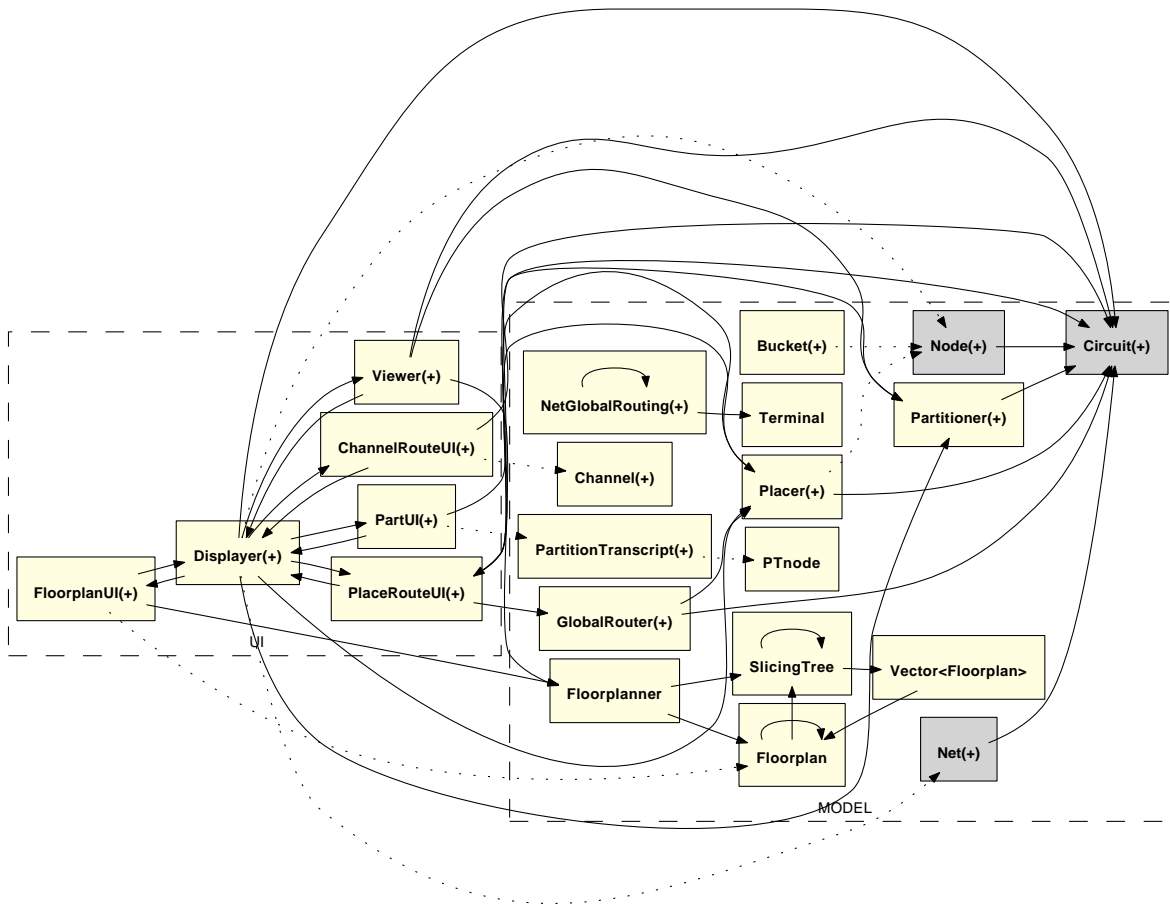 Viewer(+)
ChannelRouteUI(+)
PartUI(+)
Displayer(+)
FloorplanUI(+)
PlaceRouteUI(+)
UI
Bucket(+)
Node(+)
Circuit(+)
NetGlobalRouting(+)
Terminal
Partitioner(+)
Channel(+)
Placer(+)
PartitionTranscript(+)
PTnode
GlobalRouter(+)
SlicingTree
Vector<Floorplan>
Floorplanner
Floorplan
Net(+)
MODEL